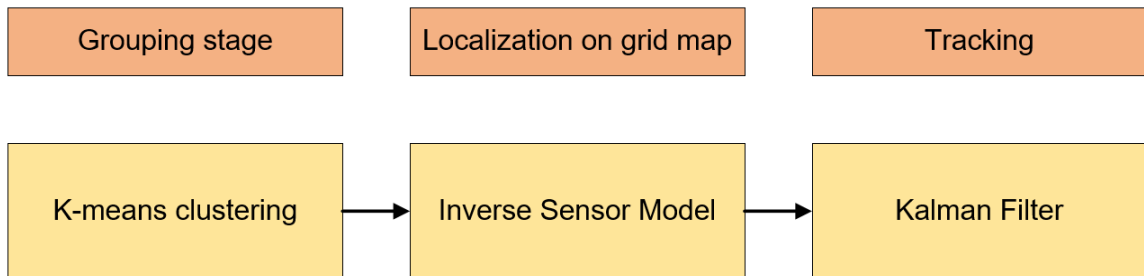 Grouping stage
Localization on grid map
Tracking
K-means clustering
Inverse Sensor Model
Kalman Filter